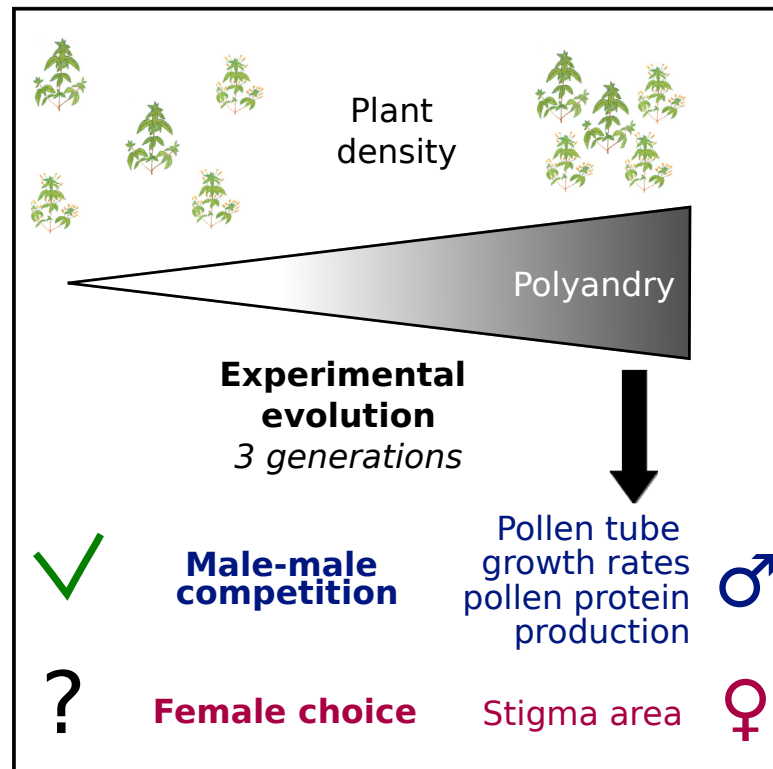 Plant
density
Polyandry
Experimental
evolution
3 generations
Male-male
competition
Pollen tube
growth rates
pollen protein
production
♂
?
Female choice
Stigma area
♀